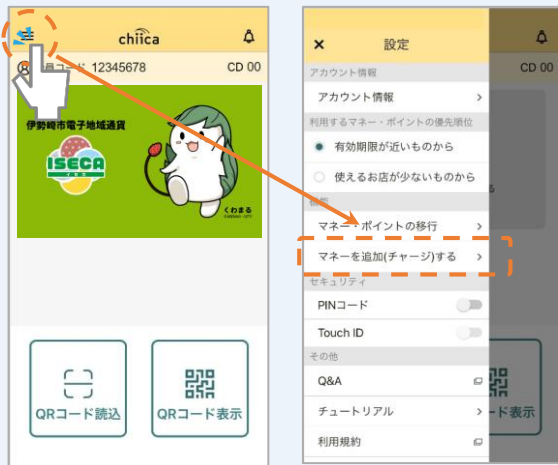 chiica
員コード 12345678
CD 00
伊勢崎市電子地域通貨
ISECA
イセカ
くわまる
QRコード読込
QRコード表示
設定
CD 00
アカウント情報
アカウント情報
利用するマネー・ポイントの優先順位
有効期限が近いものから
使えるお店が少ないものから
機能
マネー・ポイントの移行
マネーを追加(チャージ)する
セキュリティ
PINコード
Touch ID
その他
Q&A
チュートリアル
利用規約
ード表示